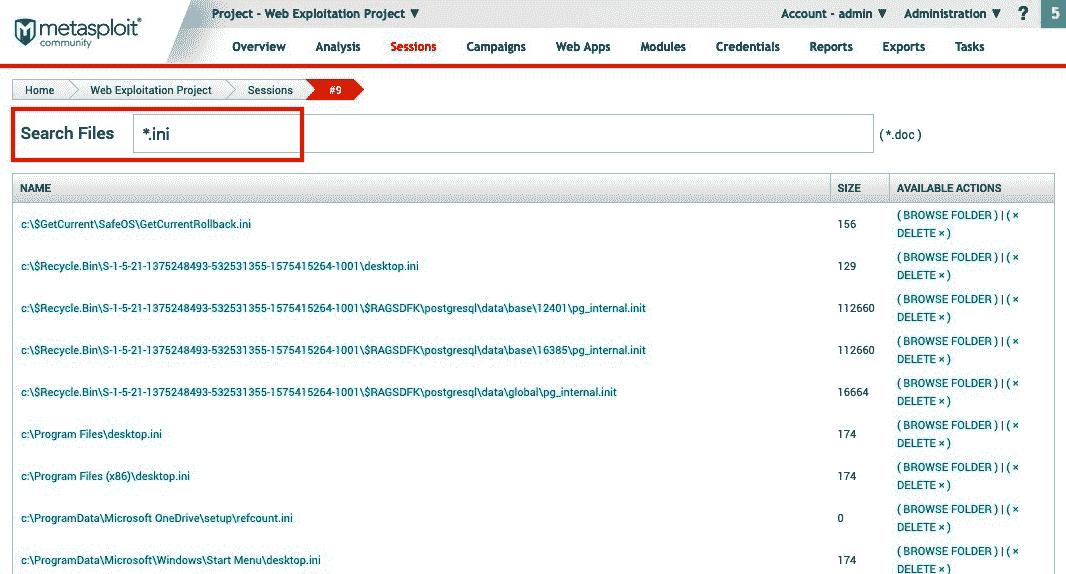 metasploit®
community
Project - Web Exploitation Project ▼
Account - admin ▼ Administration ▼ ? 5
Overview Analysis Sessions Campaigns Web Apps Modules Credentials Reports Exports Tasks
Home Web Exploitation Project Sessions #9
Search Files *.ini ( *.doc )
NAME SIZE AVAILABLE ACTIONS
c:\$GetCurrent\SafeOS\GetCurrentRollback.ini 156 ( BROWSE FOLDER ) | ( ×
DELETE × )
c:\$Recycle.Bin\S-1-5-21-1375248493-532531355-1575415264-1001\desktop.ini 129 ( BROWSE FOLDER ) | ( ×
DELETE × )
c:\$Recycle.Bin\S-1-5-21-1375248493-532531355-1575415264-1001\$RAGSDFK\postgresql\data\base\12401\pg_internal.init 112660 ( BROWSE FOLDER ) | ( ×
DELETE × )
c:\$Recycle.Bin\S-1-5-21-1375248493-532531355-1575415264-1001\$RAGSDFK\postgresql\data\base\16385\pg_internal.init 112660 ( BROWSE FOLDER ) | ( ×
DELETE × )
c:\$Recycle.Bin\S-1-5-21-1375248493-532531355-1575415264-1001\$RAGSDFK\postgresql\data\global\pg_internal.init 16664 ( BROWSE FOLDER ) | ( ×
DELETE × )
c:\Program Files\desktop.ini 174 ( BROWSE FOLDER ) | ( ×
DELETE × )
c:\Program Files (x86)\desktop.ini 174 ( BROWSE FOLDER ) | ( ×
DELETE × )
c:\ProgramData\Microsoft OneDrive\setup\refcount.ini 0 ( BROWSE FOLDER ) | ( ×
DELETE × )
c:\ProgramData\Microsoft\Windows\Start Menu\desktop.ini 174 ( BROWSE FOLDER ) | ( ×
DELETE × )